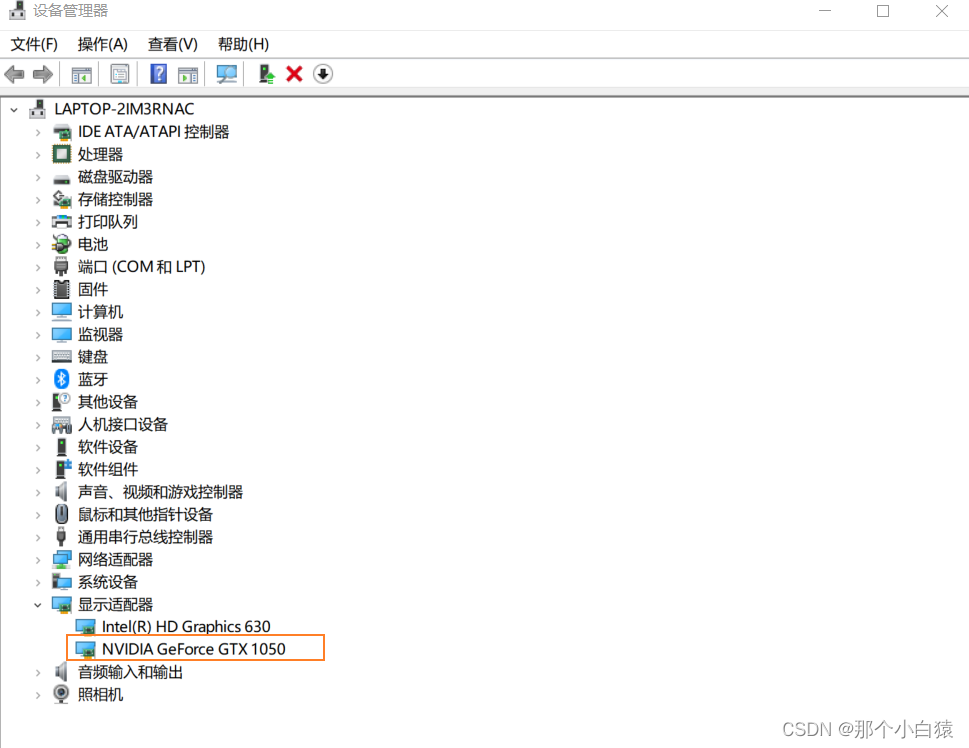 设备管理器
文件(F) 操作(A) 查看(V) 帮助(H)
LAPTOP-2IM3RNAC
IDE ATA/ATAPI 控制器
处理器
磁盘驱动器
存储控制器
打印队列
电池
端口 (COM 和 LPT)
固件
计算机
监视器
键盘
蓝牙
其他设备
人机接口设备
软件设备
软件组件
声音、视频和游戏控制器
鼠标和其他指针设备
通用串行总线控制器
网络适配器
系统设备
显示适配器
Intel(R) HD Graphics 630
NVIDIA GeForce GTX 1050
音频输入和输出
照相机
CSDN @那个小白猿